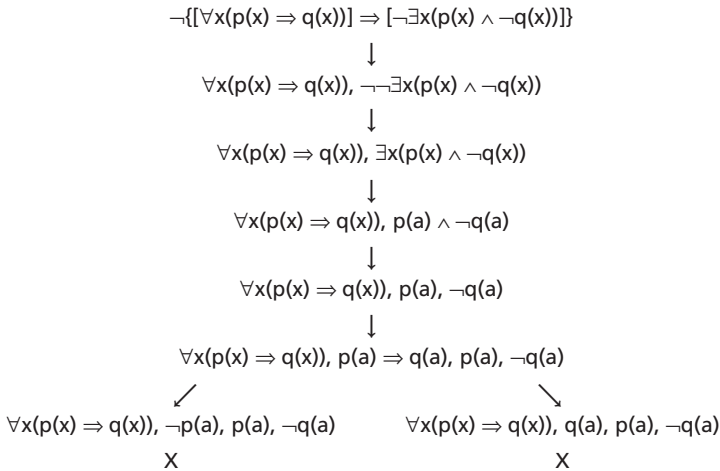 ¬{[∀x(p(x) ⇒ q(x))] ⇒ [¬∃x(p(x) ∧ ¬q(x))]}
↓
∀x(p(x) ⇒ q(x)), ¬¬∃x(p(x) ∧ ¬q(x))
↓
∀x(p(x) ⇒ q(x)), ∃x(p(x) ∧ ¬q(x))
↓
∀x(p(x) ⇒ q(x)), p(a) ∧ ¬q(a)
↓
∀x(p(x) ⇒ q(x)), p(a), ¬q(a)
↓
∀x(p(x) ⇒ q(x)), p(a) ⇒ q(a), p(a), ¬q(a)
↙ ↘
∀x(p(x) ⇒ q(x)), ¬p(a), p(a), ¬q(a) ∀x(p(x) ⇒ q(x)), q(a), p(a), ¬q(a)
X X